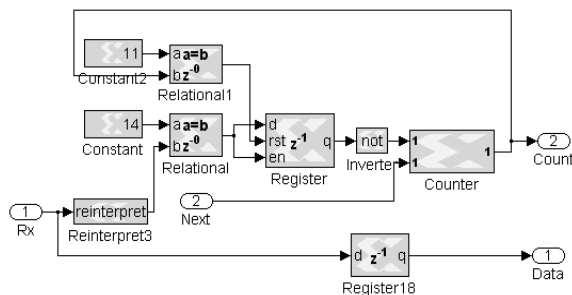 11
a a=b
b z-0
Constant2
Relational1
14
a a=b
b z-0
Constant
Relational
d
rst z-1 q
en
Register
not
Inverter
1
1
1
Counter
2
Count
2
Next
1
Rx
reinterpret
Reinterpret3
d z-1 q
Register18
1
Data